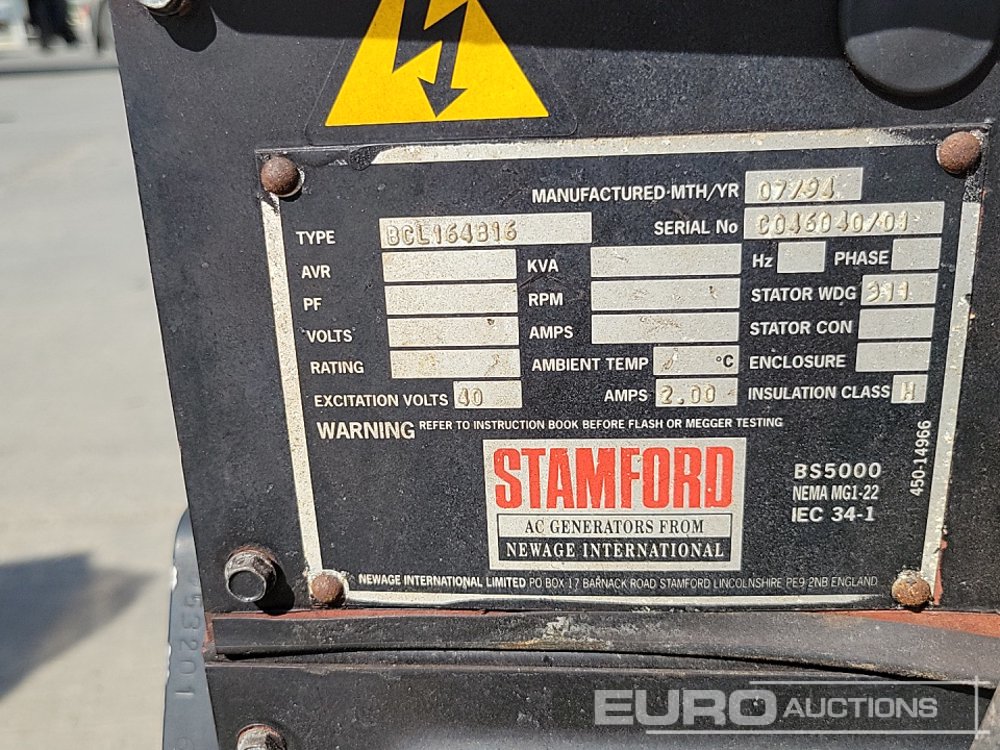 MANUFACTURED·MTH/YR 07/94
TYPE BCL164B16 SERIAL No C046040/01
AVR KVA Hz PHASE
PF RPM STATOR WDG 311
VOLTS AMPS STATOR CON
RATING AMBIENT TEMP °C ENCLOSURE
EXCITATION VOLTS 40 AMPS 2.00 INSULATION CLASS H
WARNING REFER TO INSTRUCTION BOOK BEFORE FLASH OR MEGGER TESTING
STAMFORD
AC GENERATORS FROM
NEWAGE INTERNATIONAL
BS5000
NEMA MG1-22
IEC 34-1
450-14966
NEWAGE INTERNATIONAL LIMITED PO BOX 17 BARNACK ROAD STAMFORD LINCOLNSHIRE PE9 2NB ENGLAND
EURO AUCTIONS